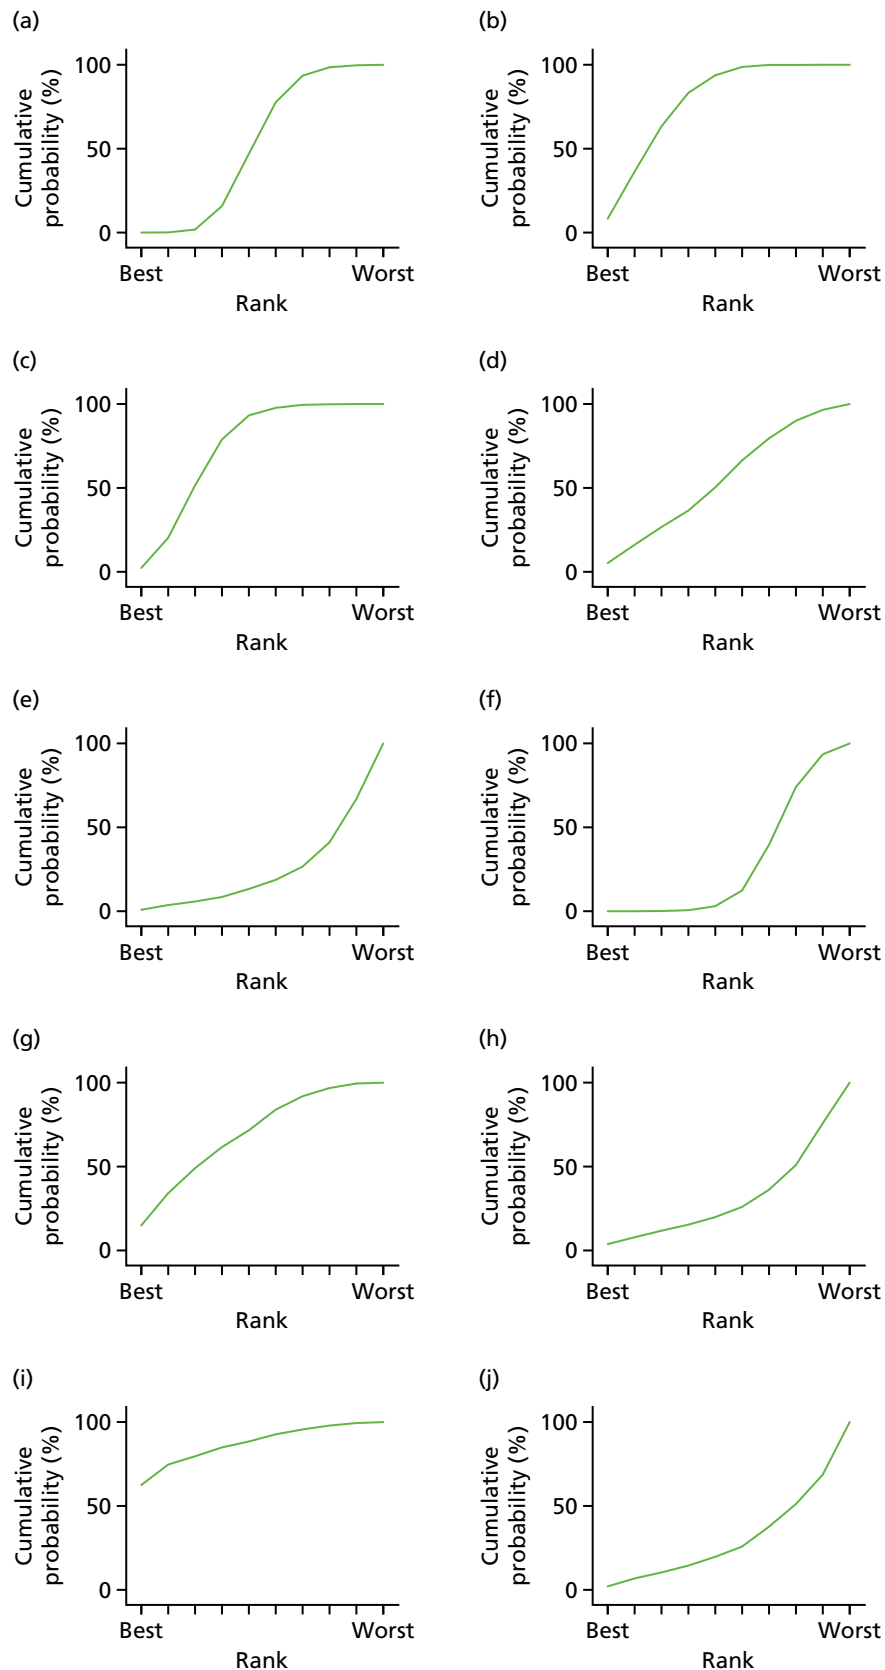 (a)
Cumulative
probability (%)
100
50
0
Best
Worst
Rank
(b)
Cumulative
probability (%)
100
50
0
Best
Worst
Rank
(c)
Cumulative
probability (%)
100
50
0
Best
Worst
Rank
(d)
Cumulative
probability (%)
100
50
0
Best
Worst
Rank
(e)
Cumulative
probability (%)
100
50
0
Best
Worst
Rank
(f)
Cumulative
probability (%)
100
50
0
Best
Worst
Rank
(g)
Cumulative
probability (%)
100
50
0
Best
Worst
Rank
(h)
Cumulative
probability (%)
100
50
0
Best
Worst
Rank
(i)
Cumulative
probability (%)
100
50
0
Best
Worst
Rank
(j)
Cumulative
probability (%)
100
50
0
Best
Worst
Rank